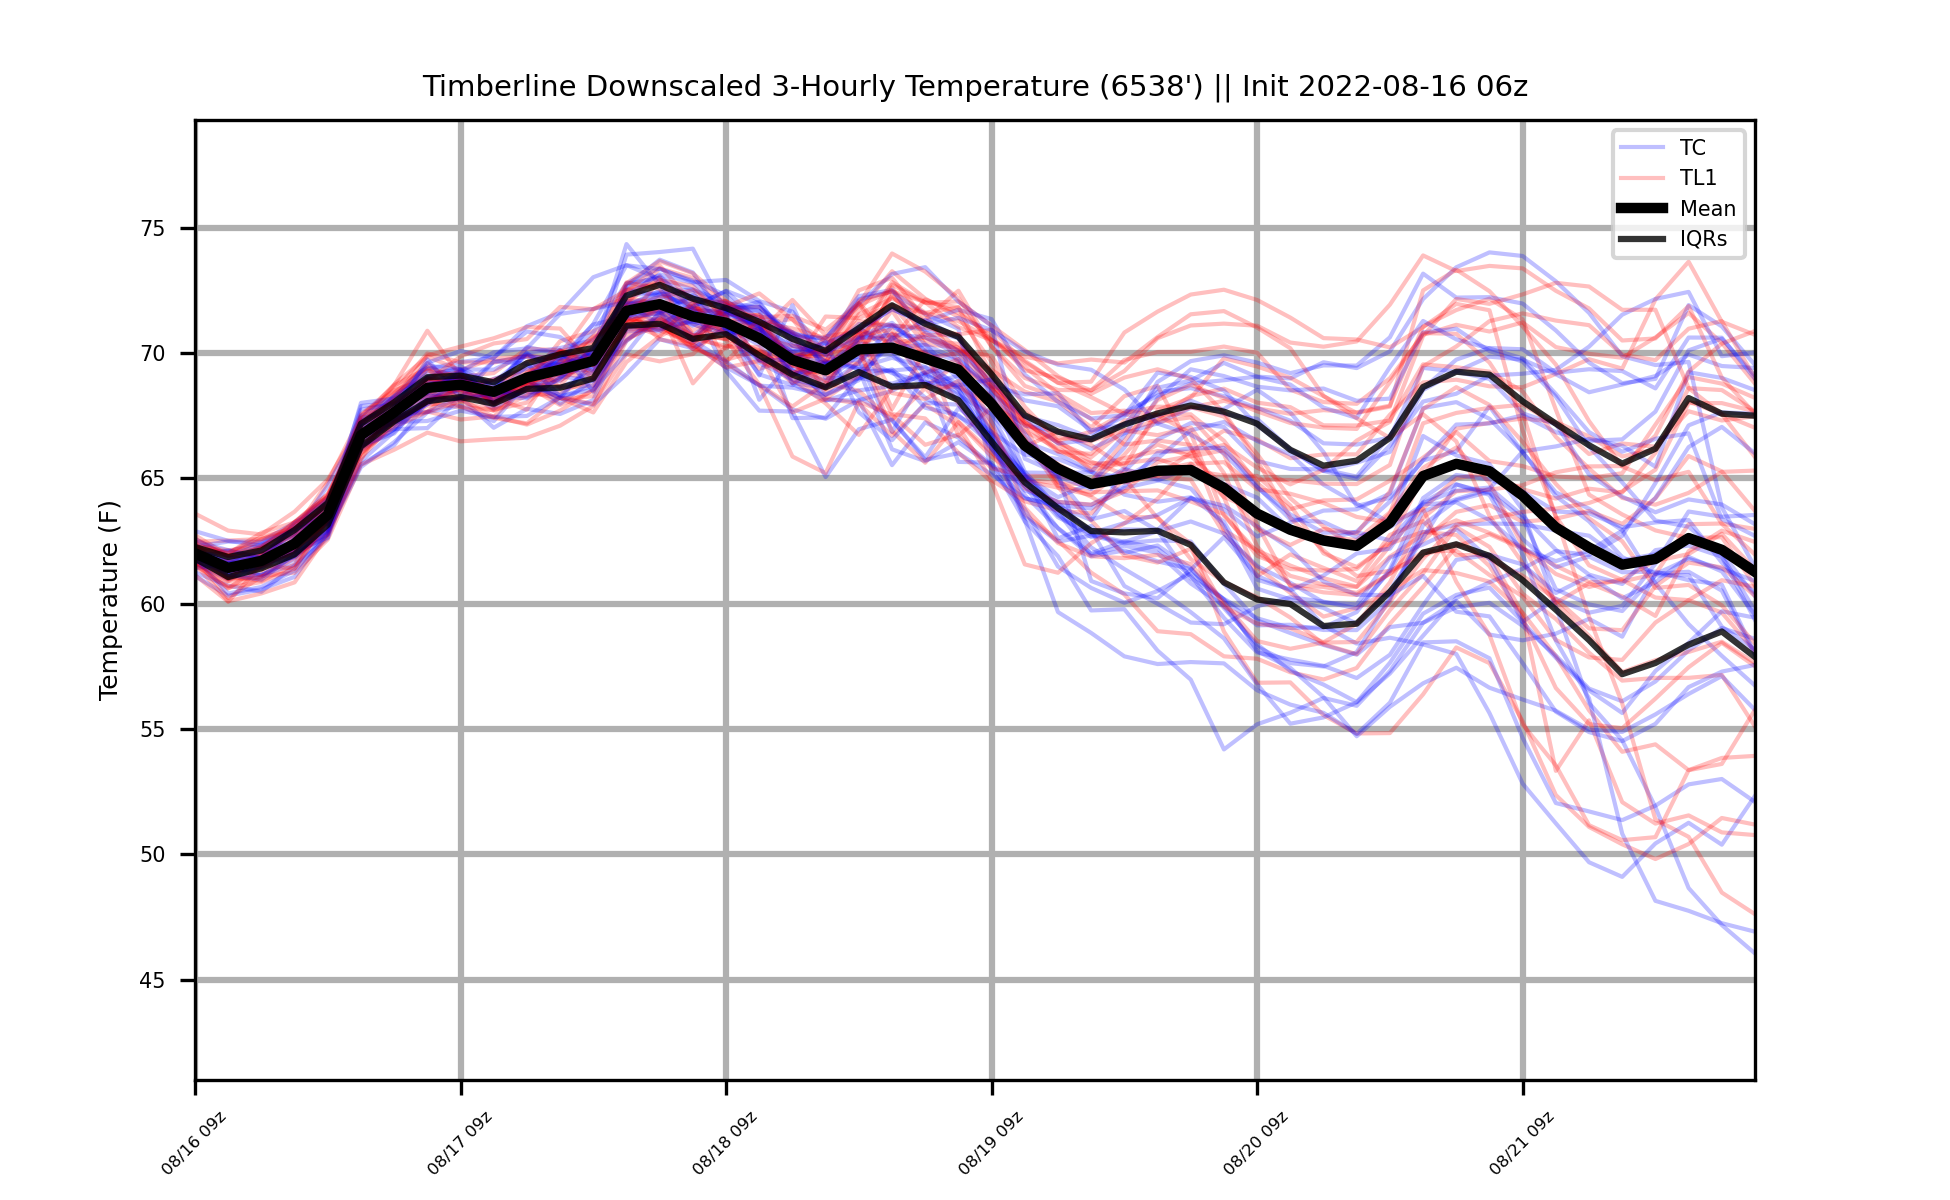 Timberline Downscaled 3-Hourly Temperature (6538') || Init 2022-08-16 06z
TC
TL1
Mean
IQRs
Temperature (F)
75
70
65
60
55
50
45
08/16 09z
08/17 09z
08/18 09z
08/19 09z
08/20 09z
08/21 09z